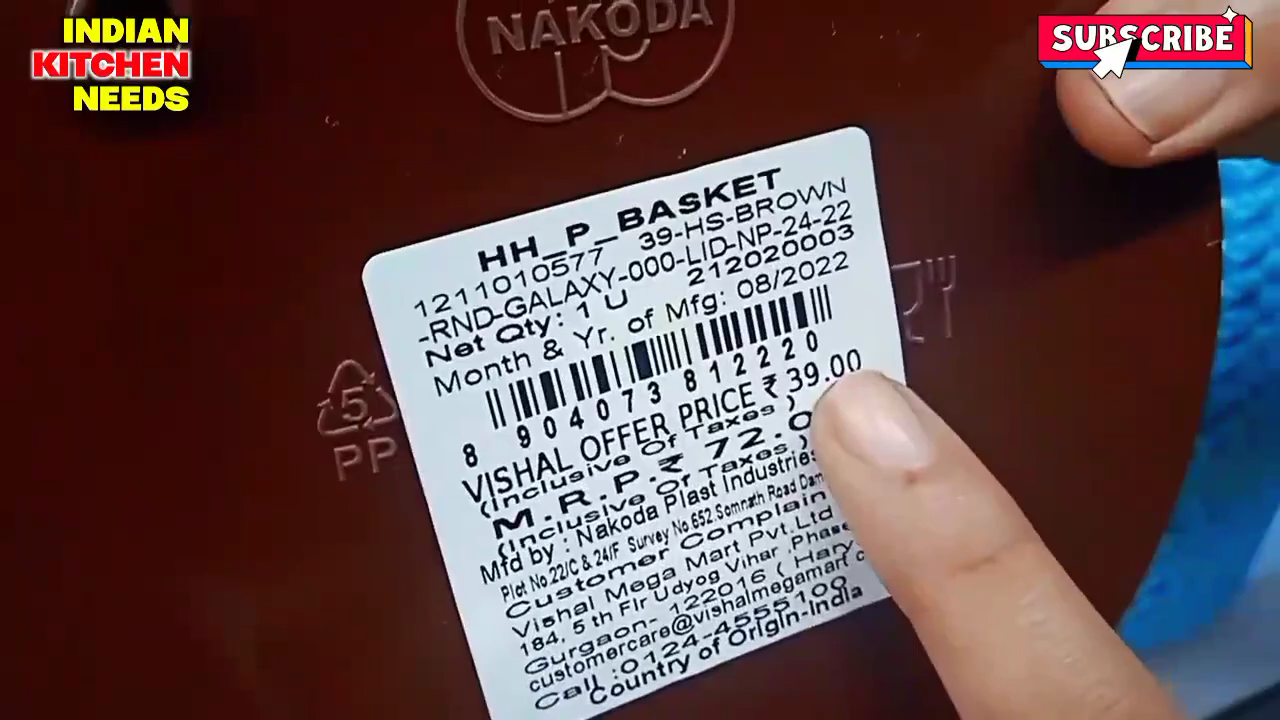 INDIAN
KITCHEN
NEEDS
SUBSCRIBE
NAKODA
HH_P_BASKET
1211010577 39-HS-BROWN
-RND-GALAXY-000-LID-NP-24-22
Net Qty: 1 U 212020003
Month & Yr. of Mfg: 08/2022
8 904073 812220
VISHAL OFFER PRICE ₹ 39.00
(Inclusive Of Taxes )
M.R.P.₹ 72.0
(Inclusive Of Taxes )
Mfd by : Nakoda Plast Industries
Plot No.22/C & 24/F Survey No.652.Somnath Road Dam
Customer Complain
Vishal Mega Mart Pvt.Ltd
184, 5 th Flr Udyog Vihar ,Phase
Gurgaon- 122016 ( Hary
customercare@vishalmegamart.c
Call :0124-4555100
Country of Origin-India
5
PP